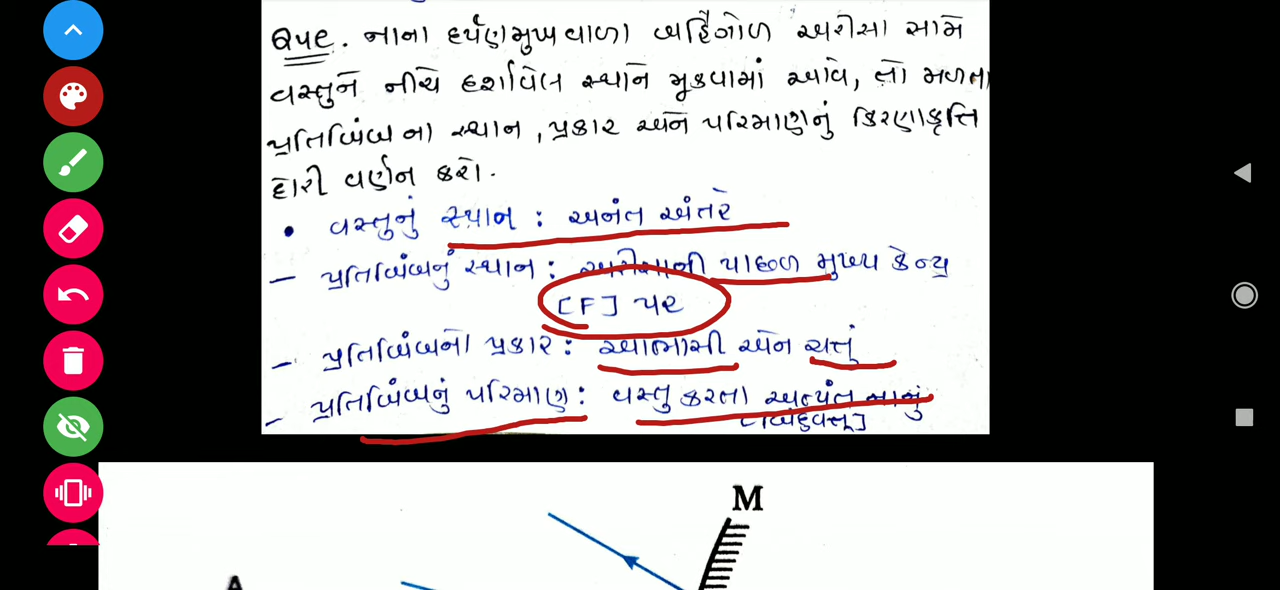 Que. નાના દર્પણમુખવાળા બહિર્ગોળ અરીસા સામે
વસ્તુને નીચે દર્શાવેલ સ્થાને મૂકવામાં આવે, તો મળતા
પ્રતિબિંબ ના સ્થાન, પ્રકાર અને પરિમાણનું કિરણાકૃતિ
દોરી વર્ણન કરો.
• વસ્તુનું સ્થાન : અનંત અંતરે
– પ્રતિબિંબનું સ્થાન : અરીસાની પાછળ મુખ્ય કેન્દ્ર
[F] પર
– પ્રતિબિંબનો પ્રકાર : આભાસી અને ચત્તું
– પ્રતિબિંબનું પરિમાણ : વસ્તુ કરતા અત્યંત નાનું
[બિંદુવત્]
M
A